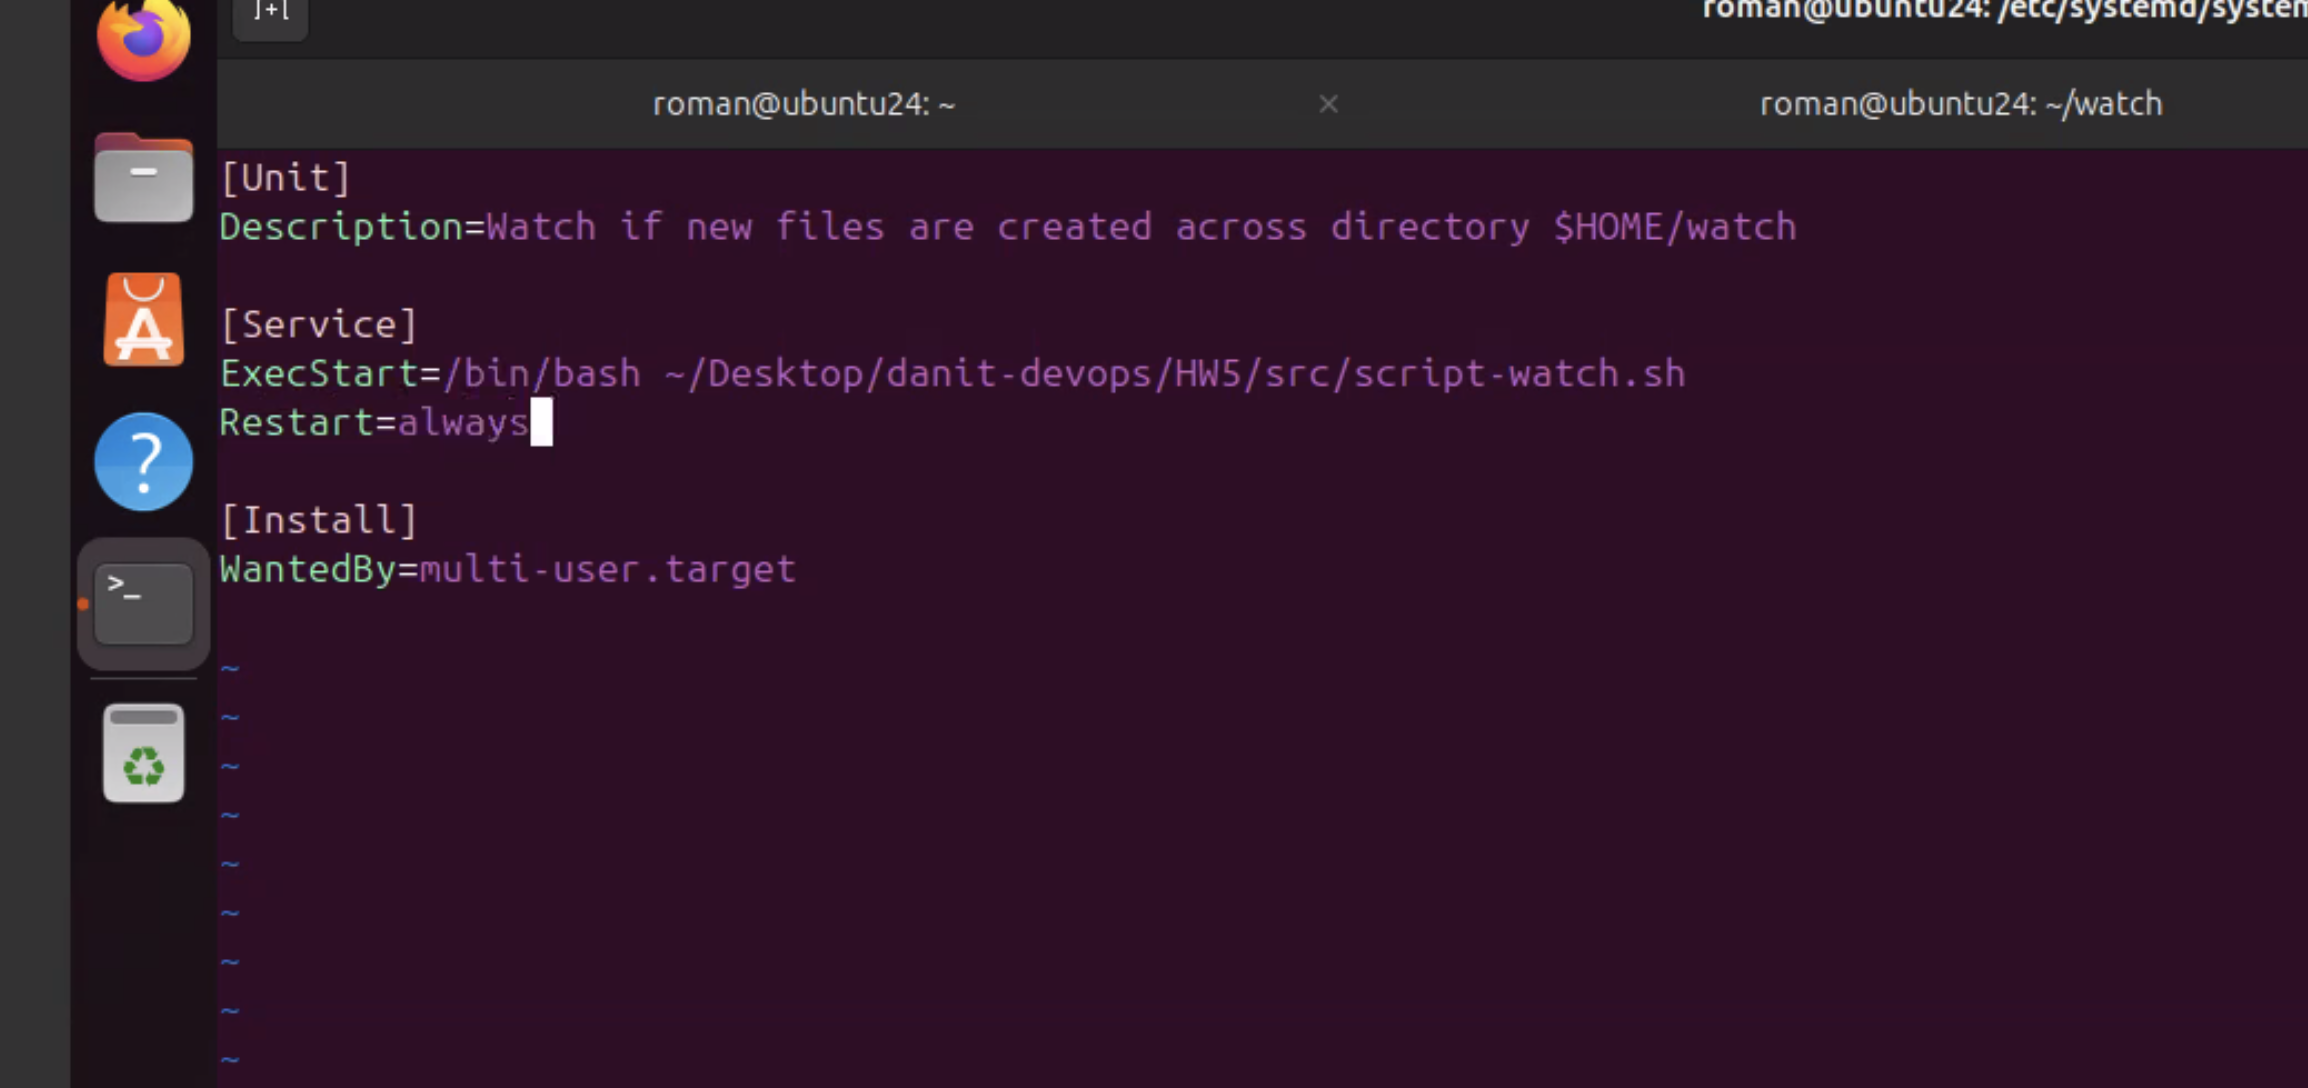 roman@ubuntu24: /etc/systemd/system
roman@ubuntu24: ~
×
roman@ubuntu24: ~/watch
[Unit]
Description=Watch if new files are created across directory $HOME/watch
[Service]
ExecStart=/bin/bash ~/Desktop/danit-devops/HW5/src/script-watch.sh
Restart=always
[Install]
WantedBy=multi-user.target
~
~
~
~
~
~
~
~
~